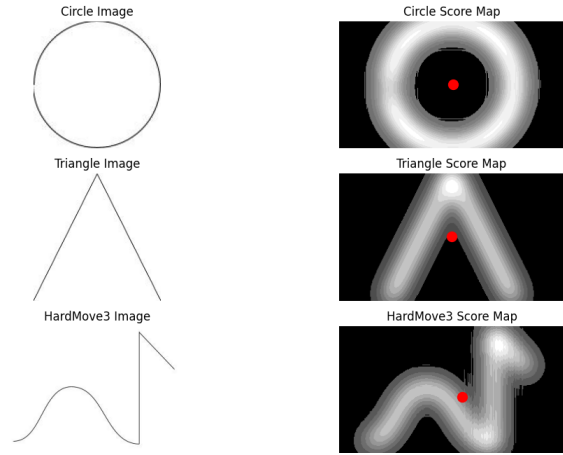 Circle Image
Circle Score Map
Triangle Image
Triangle Score Map
HardMove3 Image
HardMove3 Score Map